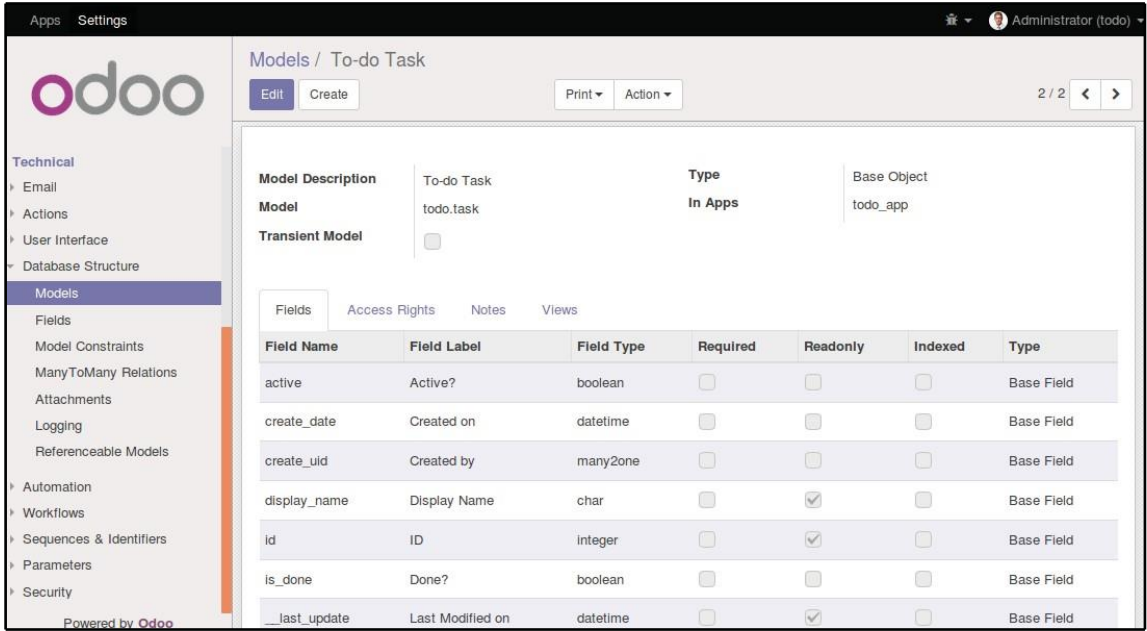 Apps Settings Administrator (todo)
odoo
Technical
Email
Actions
User Interface
Database Structure
Models
Fields
Model Constraints
ManyToMany Relations
Attachments
Logging
Referenceable Models
Automation
Workflows
Sequences & Identifiers
Parameters
Security
Powered by Odoo
Models / To-do Task
Edit Create Print Action 2 / 2
Model Description To-do Task Type Base Object
Model todo.task In Apps todo_app
Transient Model
Fields Access Rights Notes Views
Field Name Field Label Field Type Required Readonly Indexed Type
active Active? boolean Base Field
create_date Created on datetime Base Field
create_uid Created by many2one Base Field
display_name Display Name char Base Field
id ID integer Base Field
is_done Done? boolean Base Field
__last_update Last Modified on datetime Base Field